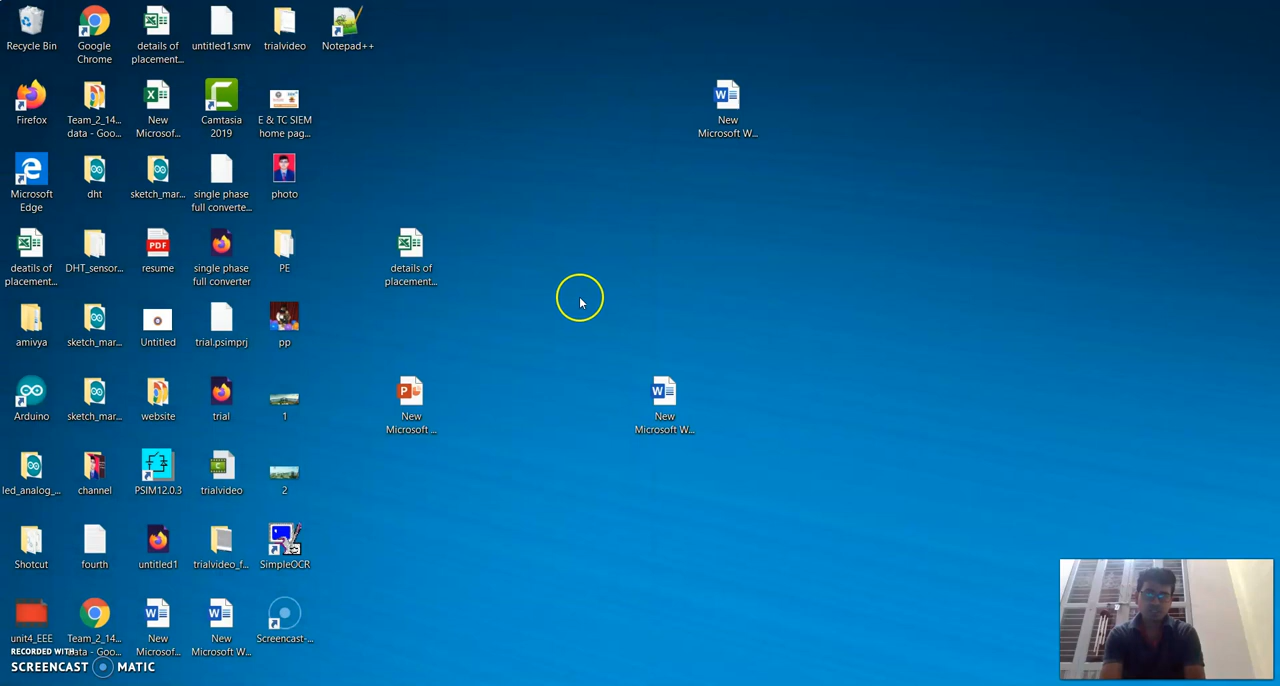 Recycle Bin
Google
Chrome
details of
placement...
untitled1.smv
trialvideo
Notepad++
Firefox
Team_2_14...
data - Goo...
New
Microsof...
Camtasia
2019
E & TC SIEM
home pag...
New
Microsoft W...
Microsoft
Edge
dht
sketch_mar...
single phase
full converte...
photo
deatils of
placement...
DHT_sensor...
resume
single phase
full converter
PE
details of
placement...
amivya
sketch_mar...
Untitled
trial.psimprj
pp
Arduino
sketch_mar...
website
trial
1
New
Microsoft ...
New
Microsoft W...
led_analog_...
channel
PSIM12.0.3
trialvideo
2
Shotcut
fourth
untitled1
trialvideo_f...
SimpleOCR
unit4_EEE
Team_2_14...
data - Goo...
New
Microsof...
New
Microsoft W...
Screencast-...
RECORDED WITH
SCREENCAST MATIC